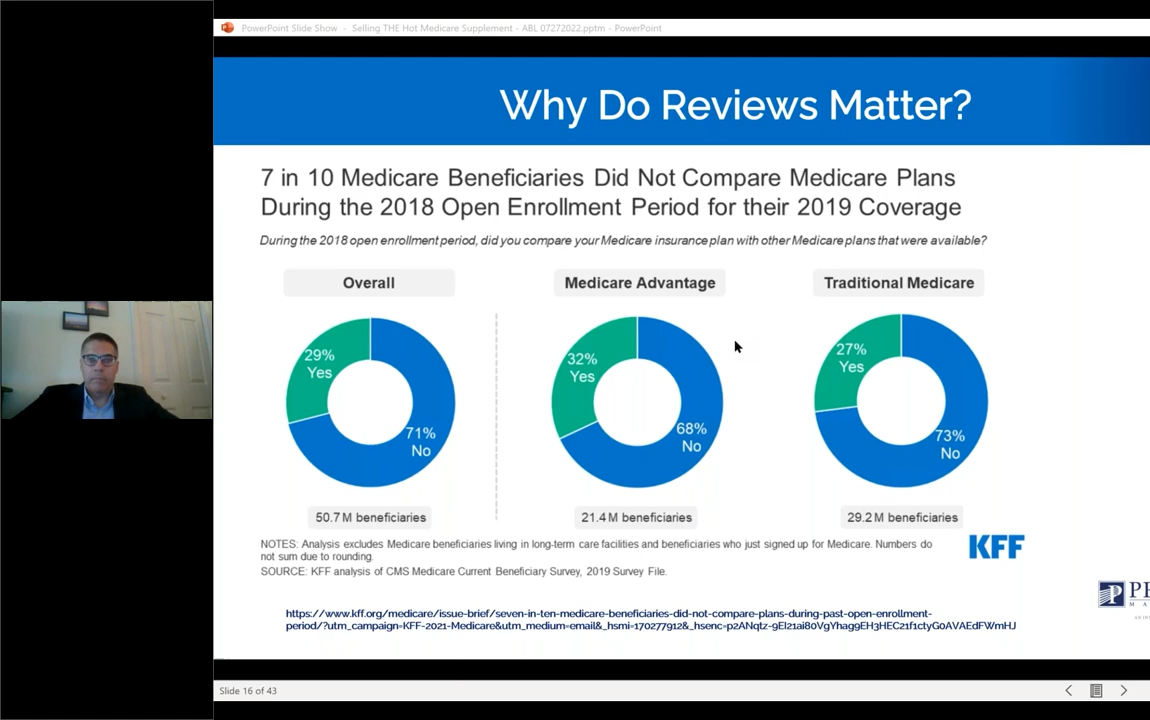 PowerPoint Slide Show - Selling THE Hot Medicare Supplement - ABL 07272022.pptm - PowerPoint
Why Do Reviews Matter?
7 in 10 Medicare Beneficiaries Did Not Compare Medicare Plans
During the 2018 Open Enrollment Period for their 2019 Coverage
During the 2018 open enrollment period, did you compare your Medicare insurance plan with other Medicare plans that were available?
Overall
29%
Yes
71%
No
50.7 M beneficiaries
Medicare Advantage
32%
Yes
68%
No
21.4 M beneficiaries
Traditional Medicare
27%
Yes
73%
No
29.2 M beneficiaries
NOTES: Analysis excludes Medicare beneficiaries living in long-term care facilities and beneficiaries who just signed up for Medicare. Numbers do
not sum due to rounding.
SOURCE: KFF analysis of CMS Medicare Current Beneficiary Survey, 2019 Survey File.
KFF
https://www.kff.org/medicare/issue-brief/seven-in-ten-medicare-beneficiaries-did-not-compare-plans-during-past-open-enrollment-
period/?utm_campaign=KFF-2021-Medicare&utm_medium=email&_hsmi=170277912&_hsenc=p2ANqtz-9EI21ai80VgYhag9EH3HEC21f1ctyG0AVAEdFWmHJ
Slide 16 of 43